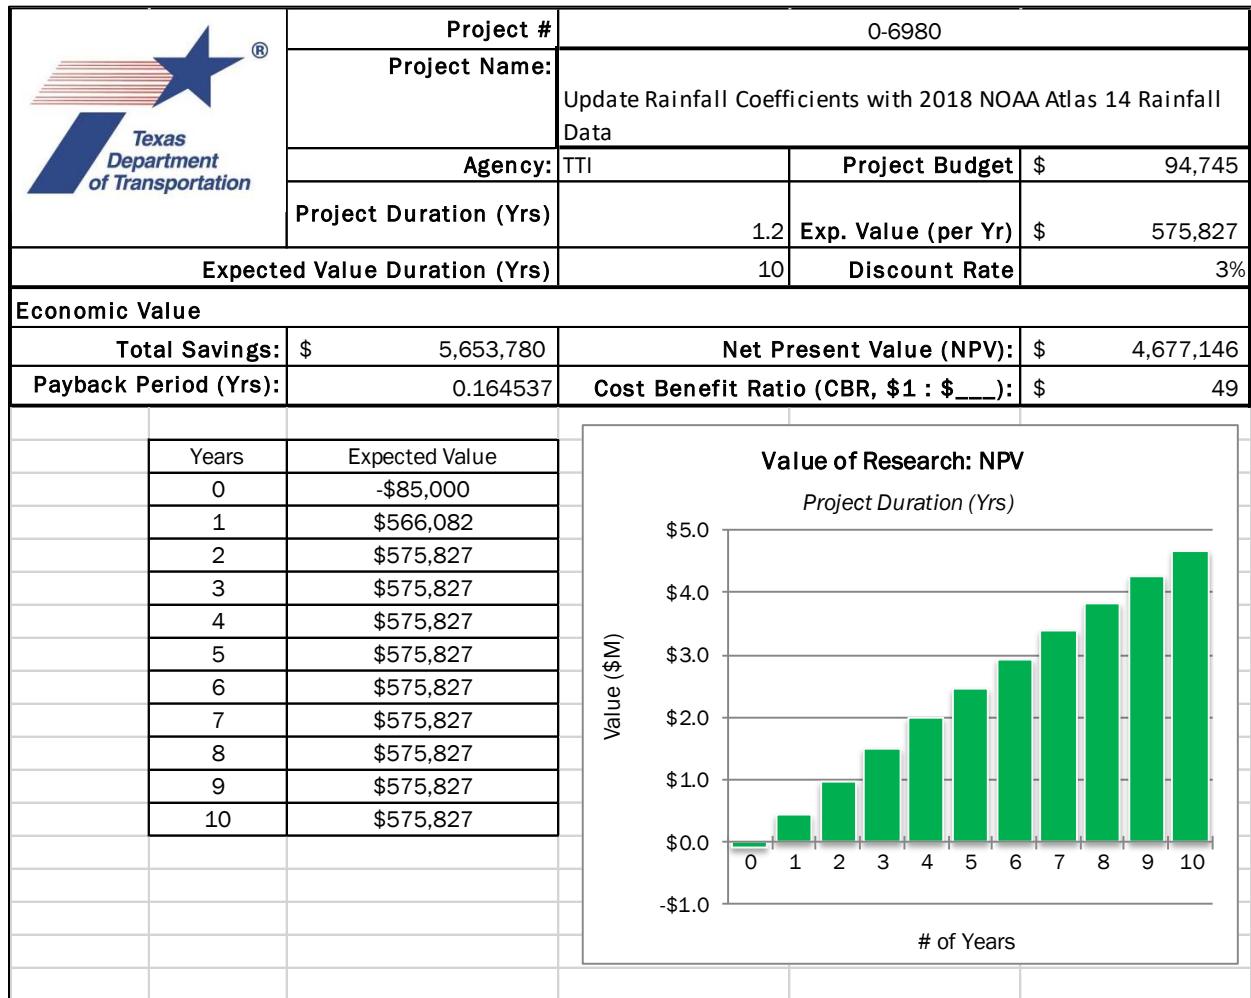 ®
Texas
Department
of Transportation
Project # 0-6980
Project Name:
Update Rainfall Coefficients with 2018 NOAA Atlas 14 Rainfall
Data
Agency: TTI Project Budget $ 94,745
Project Duration (Yrs) 1.2 Exp. Value (per Yr) $ 575,827
Expected Value Duration (Yrs) 10 Discount Rate 3%
Economic Value
Total Savings: $ 5,653,780 Net Present Value (NPV): $ 4,677,146
Payback Period (Yrs): 0.164537 Cost Benefit Ratio (CBR, $1 : $___): $ 49
Years Expected Value
0 -$85,000
1 $566,082
2 $575,827
3 $575,827
4 $575,827
5 $575,827
6 $575,827
7 $575,827
8 $575,827
9 $575,827
10 $575,827
Value of Research: NPV
Project Duration (Yrs)
$5.0
$4.0
$3.0
$2.0
$1.0
$0.0
-$1.0
Value ($M)
0 1 2 3 4 5 6 7 8 9 10
# of Years